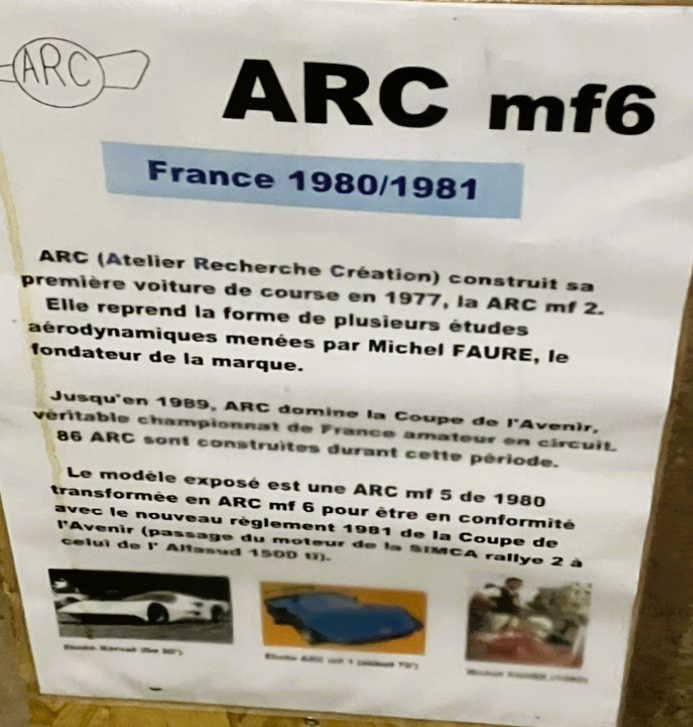 ARC
ARC mf6
France 1980/1981
ARC (Atelier Recherche Création) construit sa
première voiture de course en 1977, la ARC mf 2.
Elle reprend la forme de plusieurs études
aérodynamiques menées par Michel FAURE, le
fondateur de la marque.
Jusqu'en 1989, ARC domine la Coupe de l'Avenir,
véritable championnat de France amateur en circuit.
86 ARC sont construites durant cette période.
Le modèle exposé est une ARC mf 5 de 1980
transformée en ARC mf 6 pour être en conformité
avec le nouveau règlement 1981 de la Coupe de
l'Avenir (passage du moteur de la SIMCA rallye 2 à
celui de l' Alfasud 1500 ti).